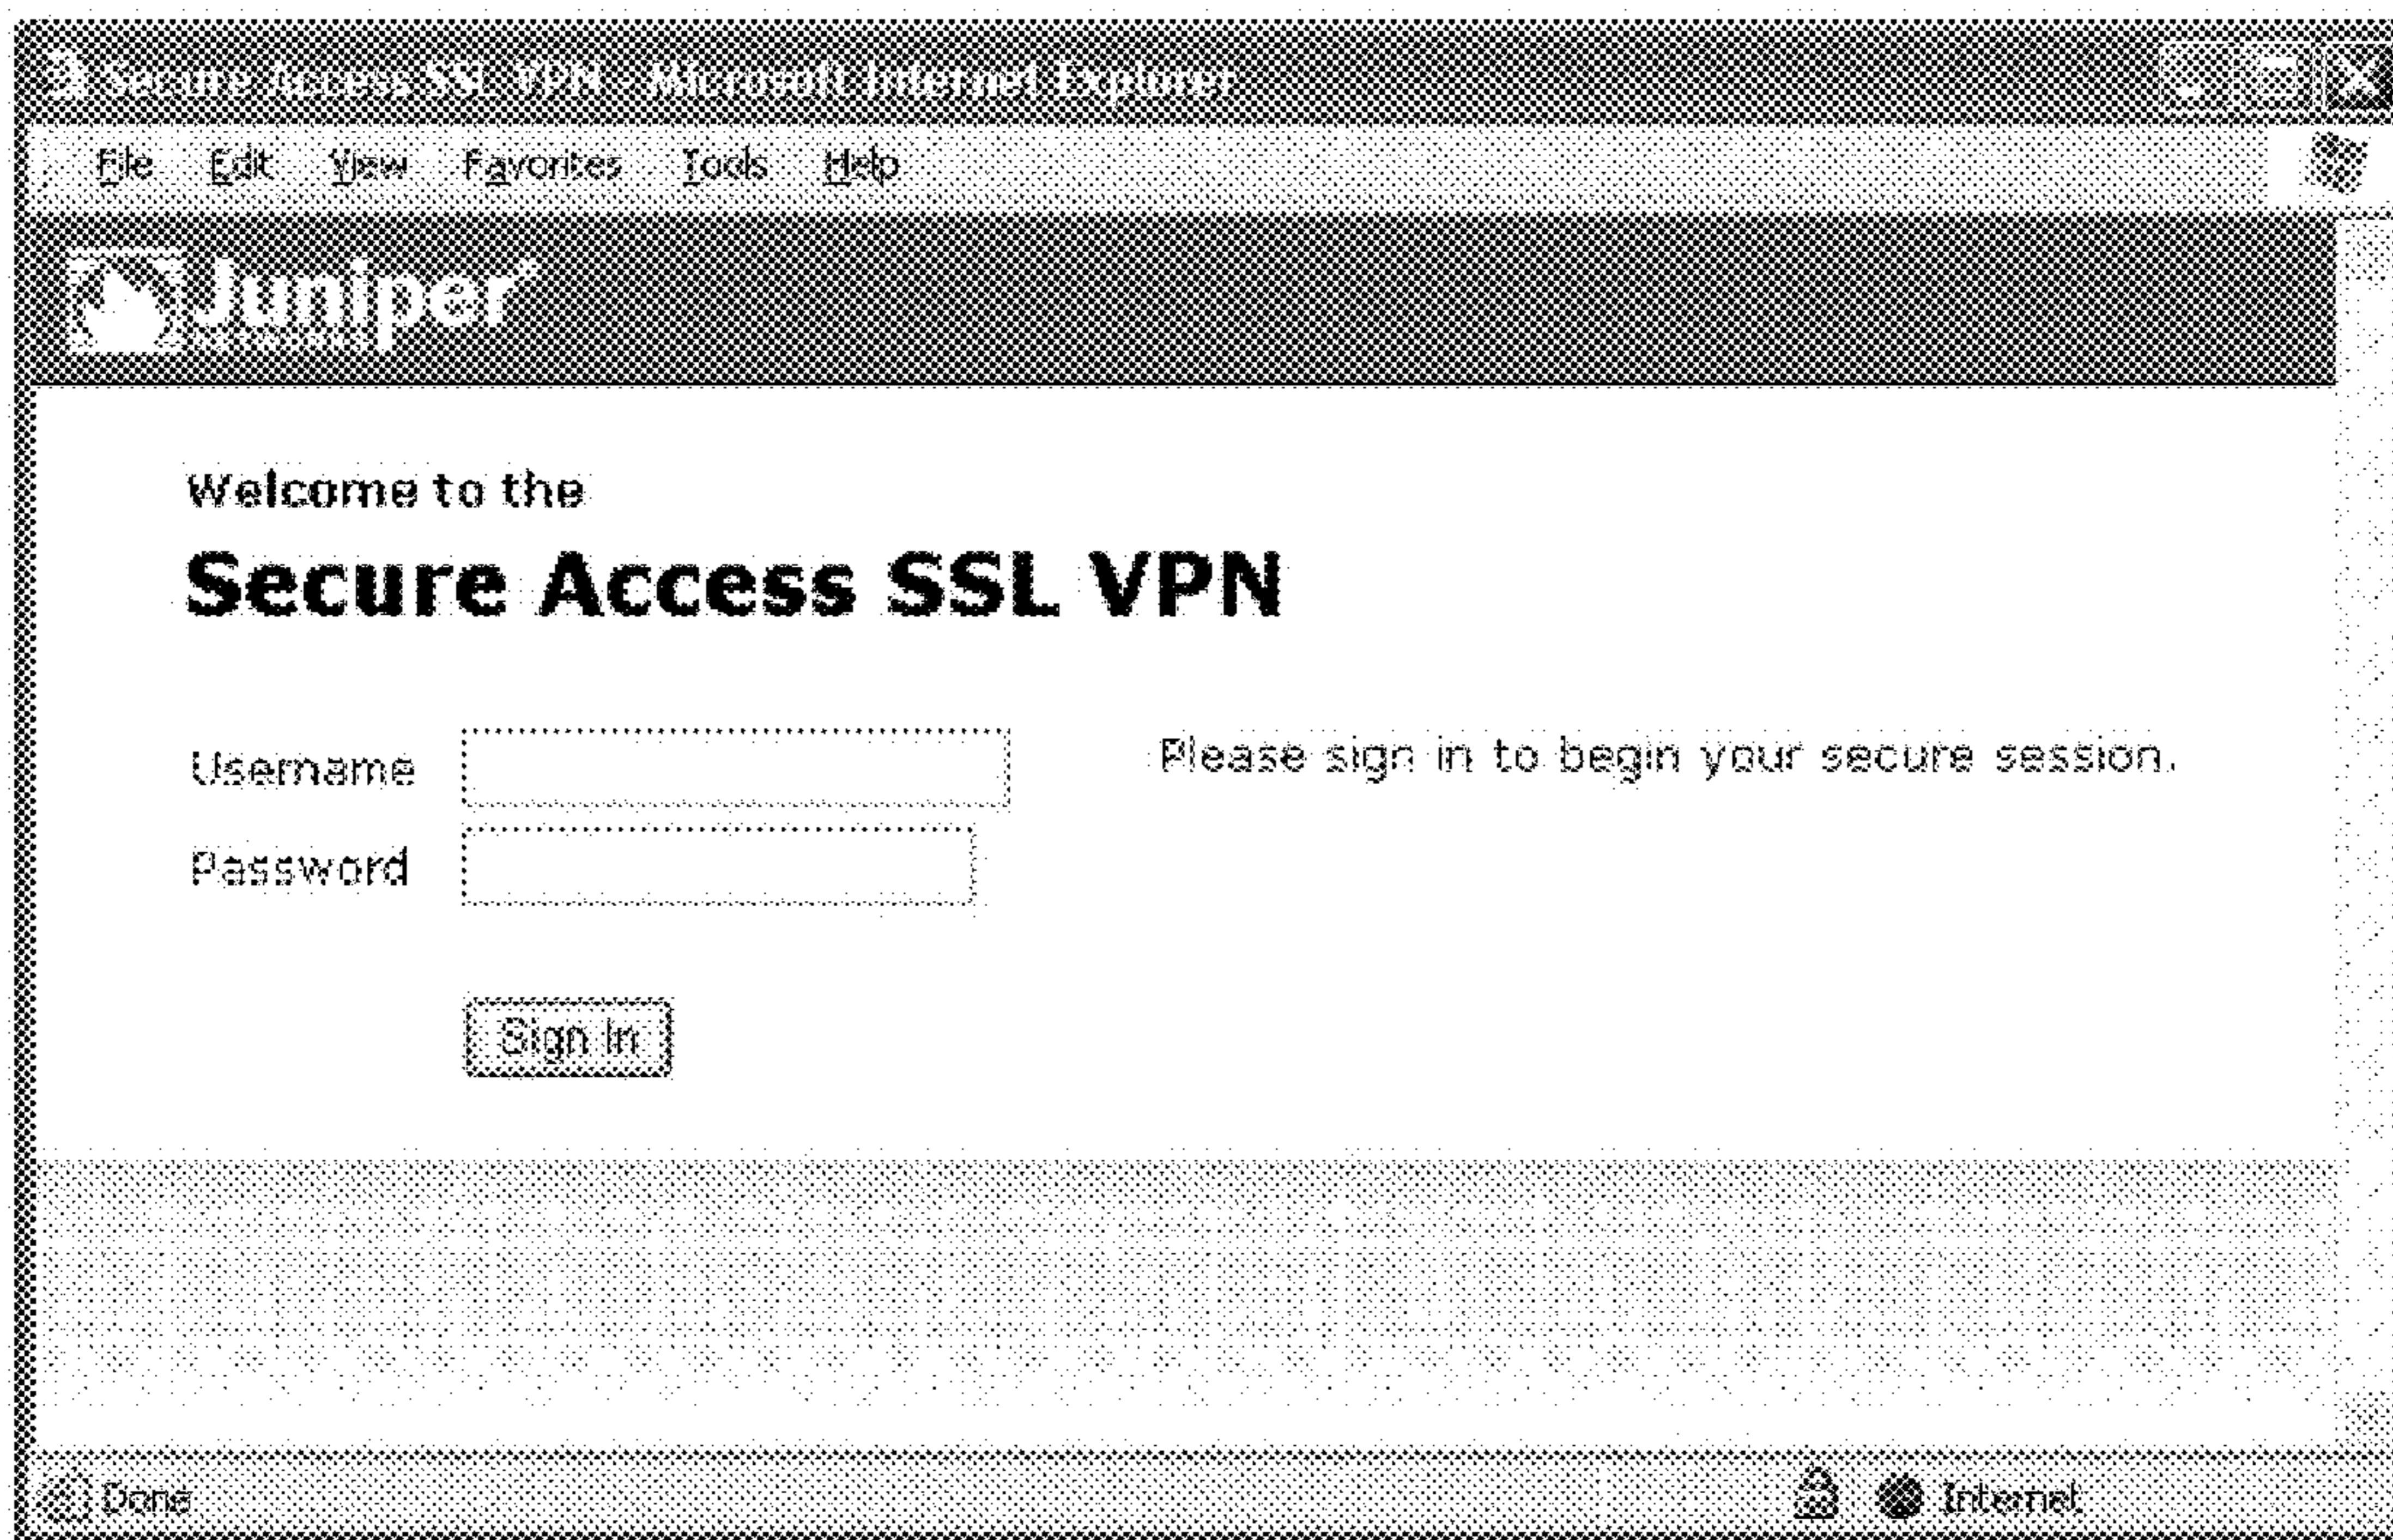 Secure Access SSL VPN - Microsoft Internet Explorer
File Edit View Favorites Tools Help
Juniper®
NETWORKS
Welcome to the
Secure Access SSL VPN
Username
Please sign in to begin your secure session.
Password
Sign In
Done
Internet